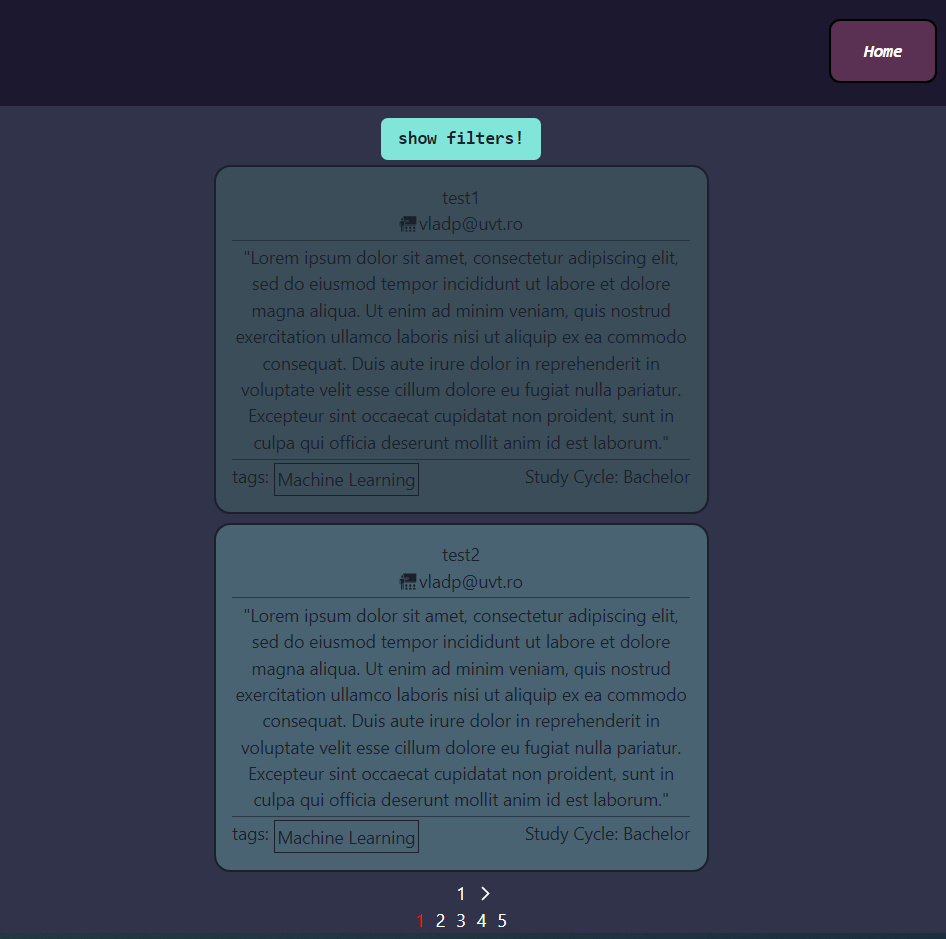 Home
show filters!
test1
vladp@uvt.ro
"Lorem ipsum dolor sit amet, consectetur adipiscing elit,
sed do eiusmod tempor incididunt ut labore et dolore
magna aliqua. Ut enim ad minim veniam, quis nostrud
exercitation ullamco laboris nisi ut aliquip ex ea commodo
consequat. Duis aute irure dolor in reprehenderit in
voluptate velit esse cillum dolore eu fugiat nulla pariatur.
Excepteur sint occaecat cupidatat non proident, sunt in
culpa qui officia deserunt mollit anim id est laborum."
tags: Machine Learning Study Cycle: Bachelor
test2
vladp@uvt.ro
"Lorem ipsum dolor sit amet, consectetur adipiscing elit,
sed do eiusmod tempor incididunt ut labore et dolore
magna aliqua. Ut enim ad minim veniam, quis nostrud
exercitation ullamco laboris nisi ut aliquip ex ea commodo
consequat. Duis aute irure dolor in reprehenderit in
voluptate velit esse cillum dolore eu fugiat nulla pariatur.
Excepteur sint occaecat cupidatat non proident, sunt in
culpa qui officia deserunt mollit anim id est laborum."
tags: Machine Learning Study Cycle: Bachelor
1
1 2 3 4 5